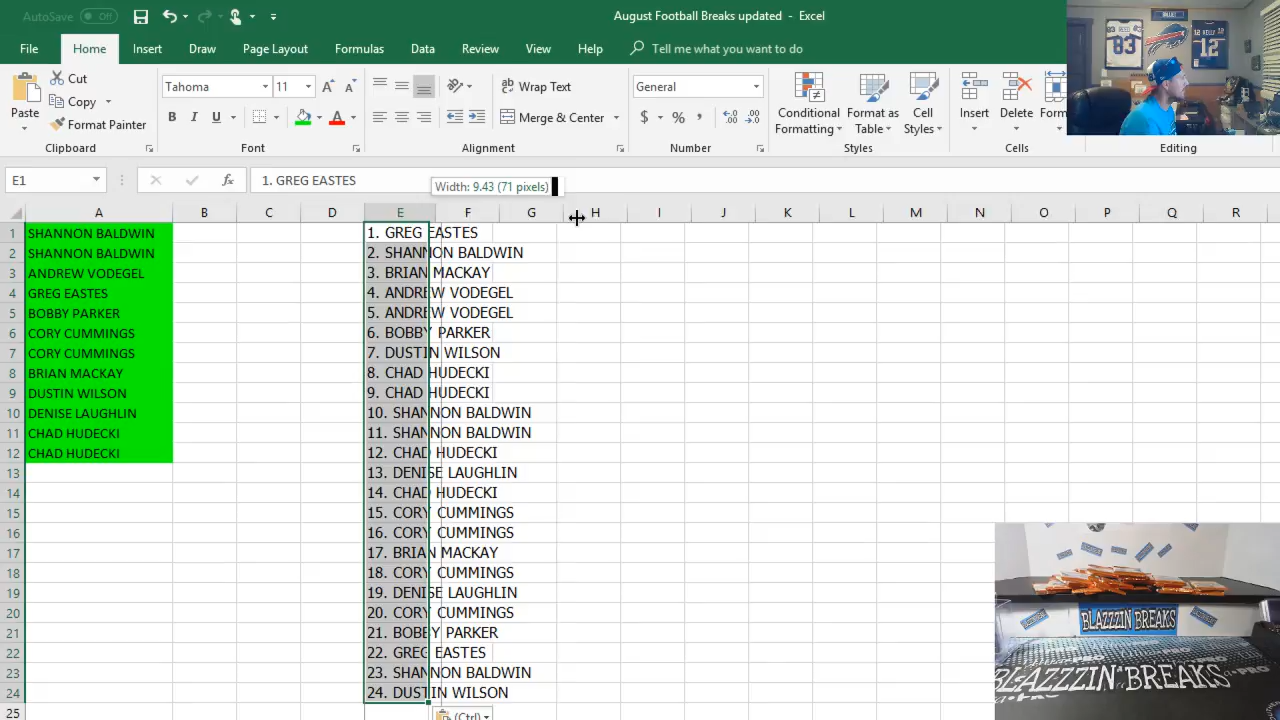 AutoSave Off
August Football Breaks updated - Excel
File Home Insert Draw Page Layout Formulas Data Review View Help Tell me what you want to do
Paste
Cut
Copy
Format Painter
Clipboard
Tahoma 11
B I U
Font
Wrap Text
Merge & Center
Alignment
General
$ % ,
Number
Conditional Formatting
Format as Table
Cell Styles
Styles
Insert Delete Form
Cells
Editing
83
KELLY
12
E1
fx
1. GREG EASTES
Width: 9.43 (71 pixels)
A B C D E F G H I J K L M N O P Q R
1 SHANNON BALDWIN 1. GREG EASTES
2 SHANNON BALDWIN 2. SHANNON BALDWIN
3 ANDREW VODEGEL 3. BRIAN MACKAY
4 GREG EASTES 4. ANDREW VODEGEL
5 BOBBY PARKER 5. ANDREW VODEGEL
6 CORY CUMMINGS 6. BOBBY PARKER
7 CORY CUMMINGS 7. DUSTIN WILSON
8 BRIAN MACKAY 8. CHAD HUDECKI
9 DUSTIN WILSON 9. CHAD HUDECKI
10 DENISE LAUGHLIN 10. SHANNON BALDWIN
11 CHAD HUDECKI 11. SHANNON BALDWIN
12 CHAD HUDECKI 12. CHAD HUDECKI
13 13. DENISE LAUGHLIN
14 14. CHAD HUDECKI
15 15. CORY CUMMINGS
16 16. CORY CUMMINGS
17 17. BRIAN MACKAY
18 18. CORY CUMMINGS
19 19. DENISE LAUGHLIN
20 20. CORY CUMMINGS
21 21. BOBBY PARKER
22 22. GREG EASTES
23 23. SHANNON BALDWIN
24 24. DUSTIN WILSON
25
(Ctrl)
BLAZZZIN BREAKS
BLAZZZIN BREAKS